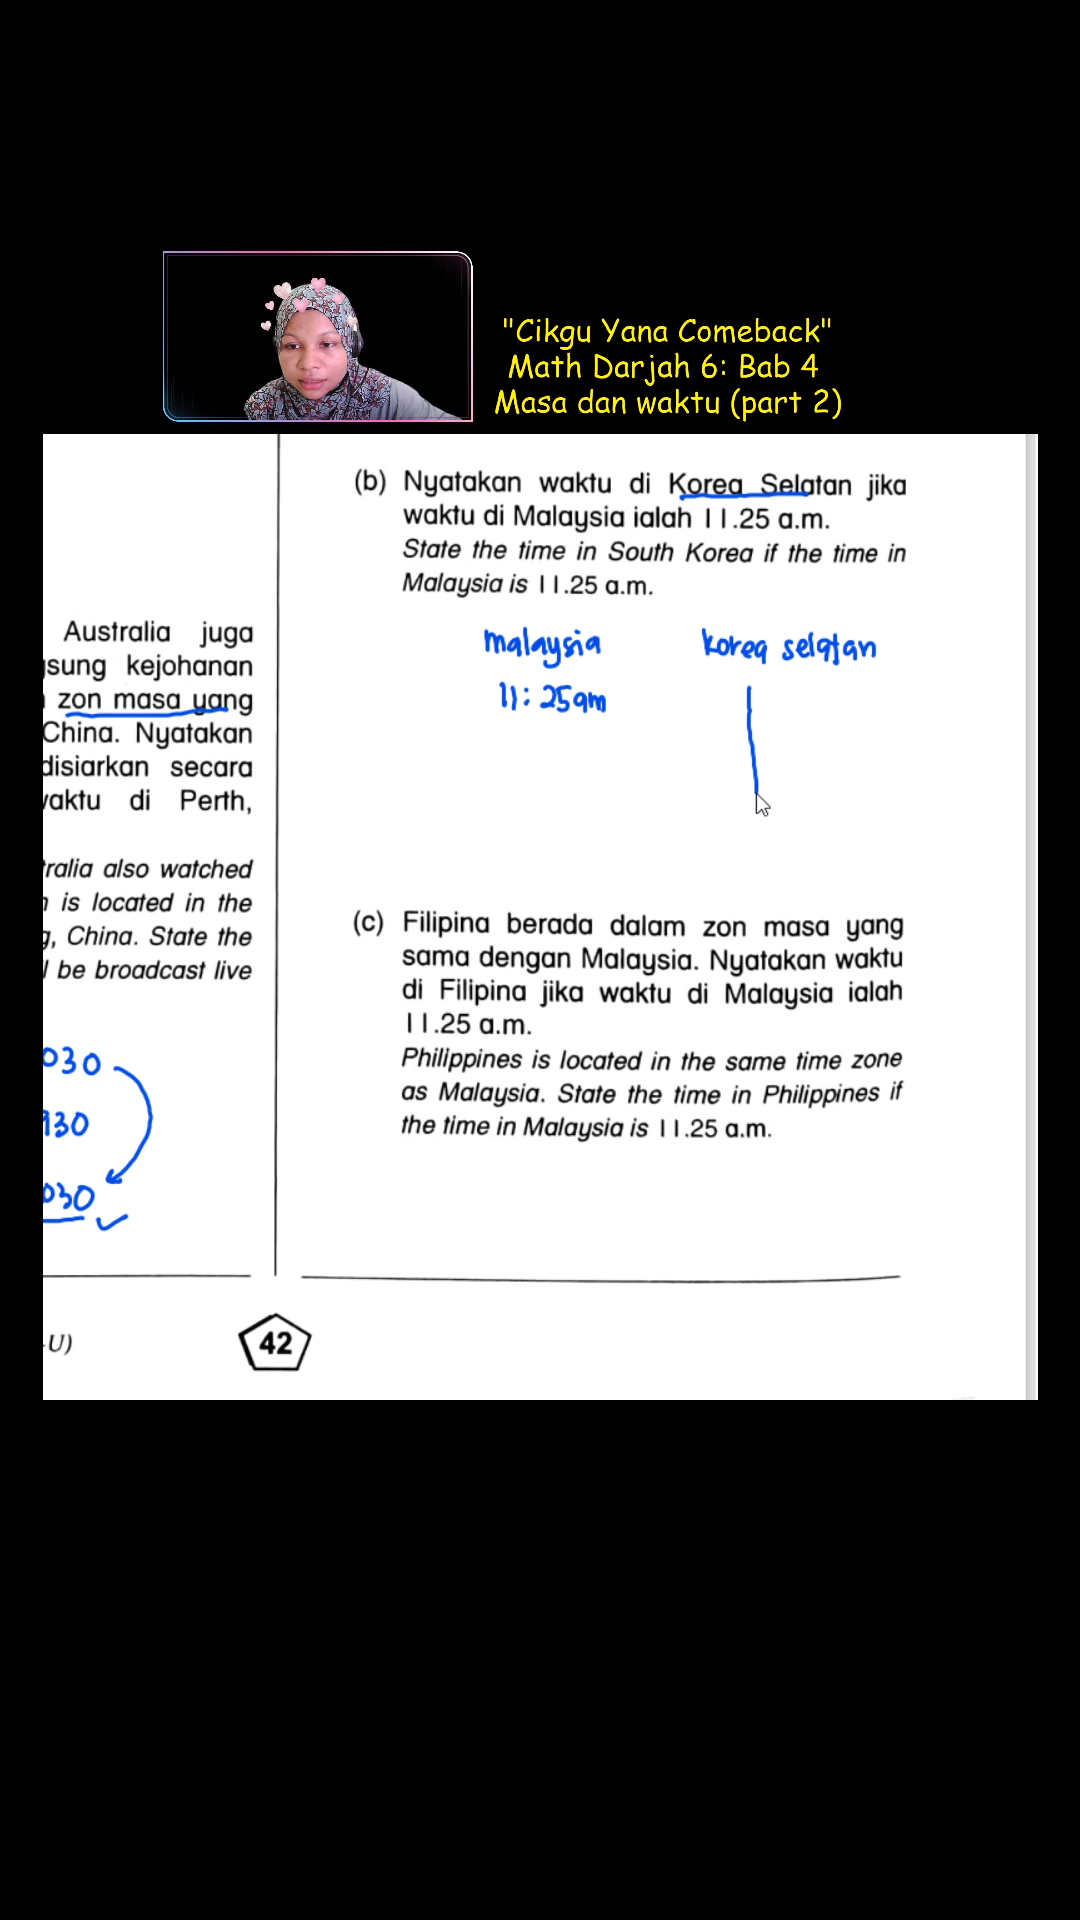 "Cikgu Yana Comeback"
Math Darjah 6: Bab 4
Masa dan waktu (part 2)
Australia juga
sung kejohanan
zon masa yang
China. Nyatakan
disiarkan secara
di Perth,
also watched
is located in the
China. State the
be broadcast live
030
930
030
(b) Nyatakan waktu di Korea Selatan jika
waktu di Malaysia ialah 11.25 a.m.
State the time in South Korea if the time in
Malaysia is 11.25 a.m.
malaysia korea selatan
11:25am
(c) Filipina berada dalam zon masa yang
sama dengan Malaysia. Nyatakan waktu
di Filipina jika waktu di Malaysia ialah
11.25 a.m.
Philippines is located in the same time zone
as Malaysia. State the time in Philippines if
the time in Malaysia is 11.25 a.m.
U)
42